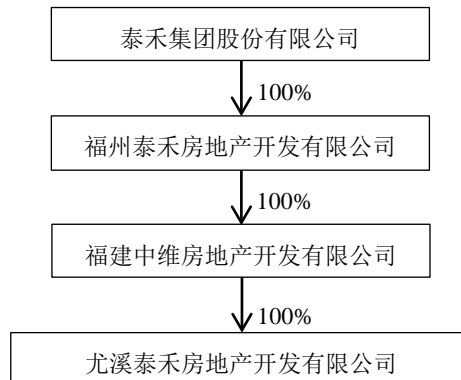 泰禾集团股份有限公司
100%
福州泰禾房地产开发有限公司
100%
福建中维房地产开发有限公司
100%
尤溪泰禾房地产开发有限公司